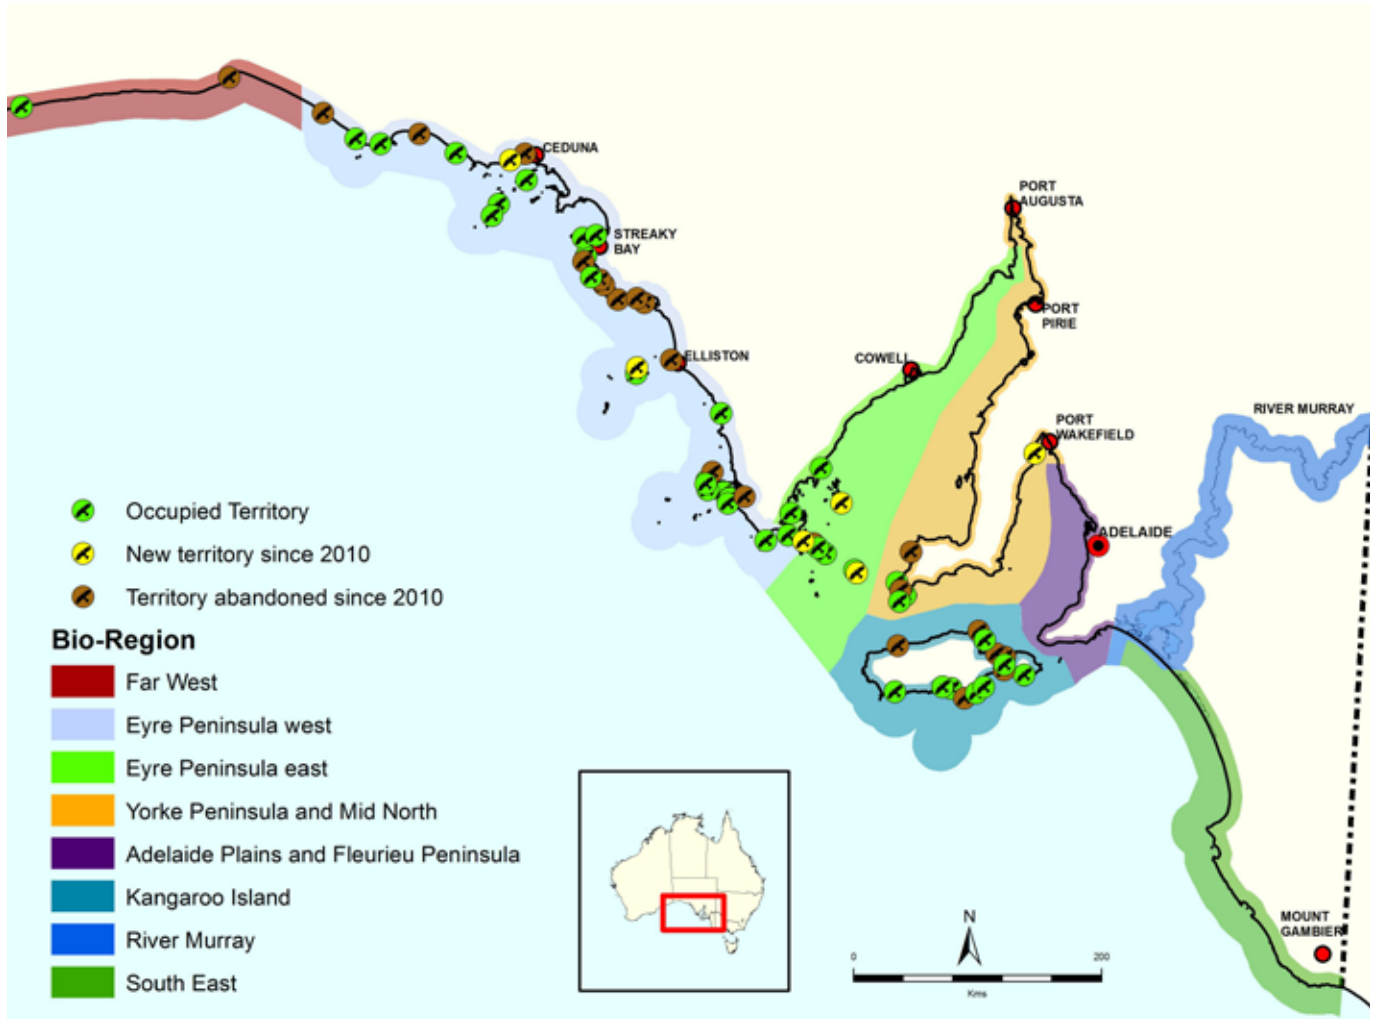 CEDUNA
PORT
AUGUSTA
STREAKY
BAY
PORT
PIRIE
ELLISTON
COWELL
RIVER MURRAY
PORT
WAKEFIELD
ADELAIDE
Occupied Territory
New territory since 2010
Territory abandoned since 2010
Bio-Region
Far West
Eyre Peninsula west
Eyre Peninsula east
Yorke Peninsula and Mid North
Adelaide Plains and Fleurieu Peninsula
Kangaroo Island
River Murray
South East
N
0 200
Kms
MOUNT
GAMBIER